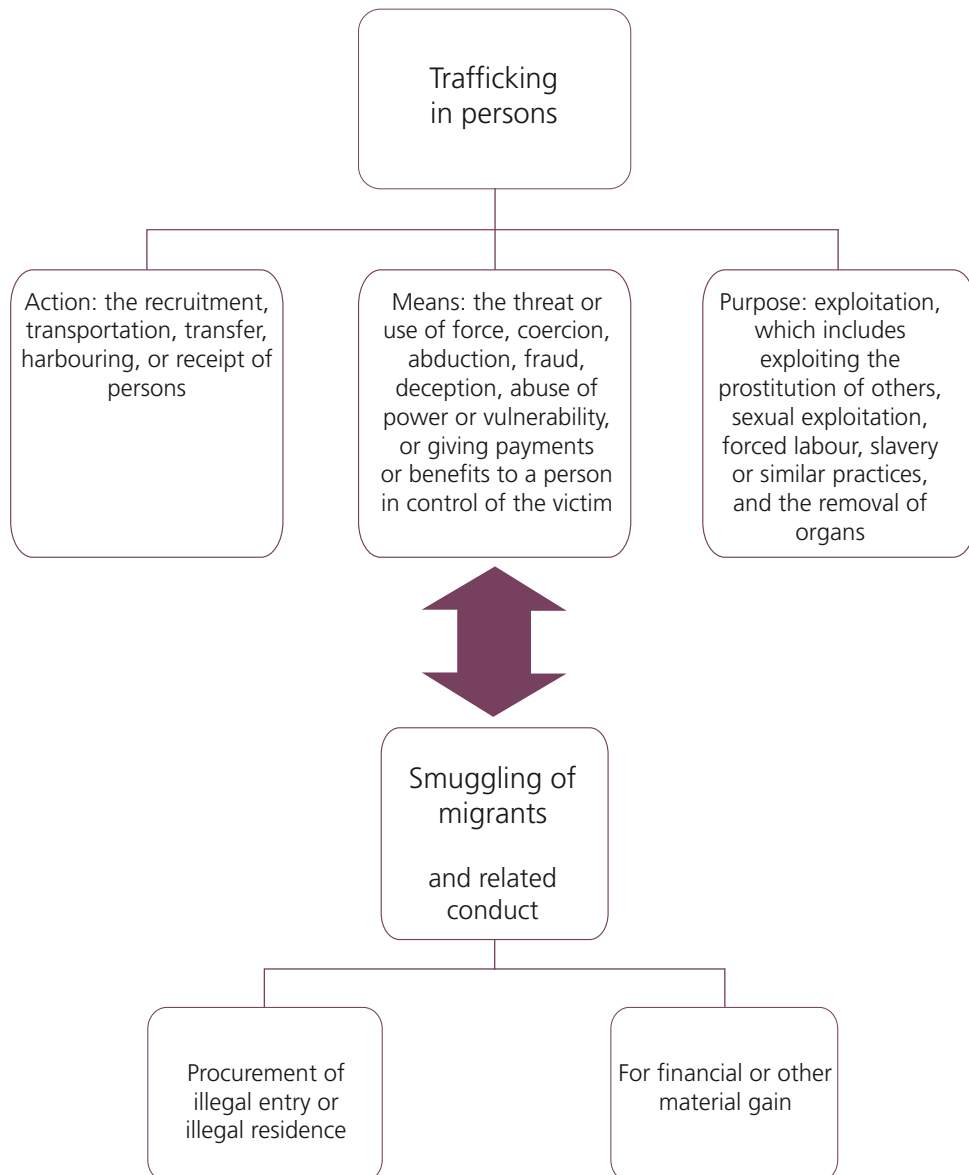 Trafficking
in persons
Action: the recruitment,
transportation, transfer,
harbouring, or receipt of
persons
Means: the threat or
use of force, coercion,
abduction, fraud,
deception, abuse of
power or vulnerability,
or giving payments
or benefits to a person
in control of the victim
Purpose: exploitation,
which includes
exploiting the
prostitution of others,
sexual exploitation,
forced labour, slavery
or similar practices,
and the removal of
organs
Smuggling of
migrants
and related
conduct
Procurement of
illegal entry or
illegal residence
For financial or other
material gain